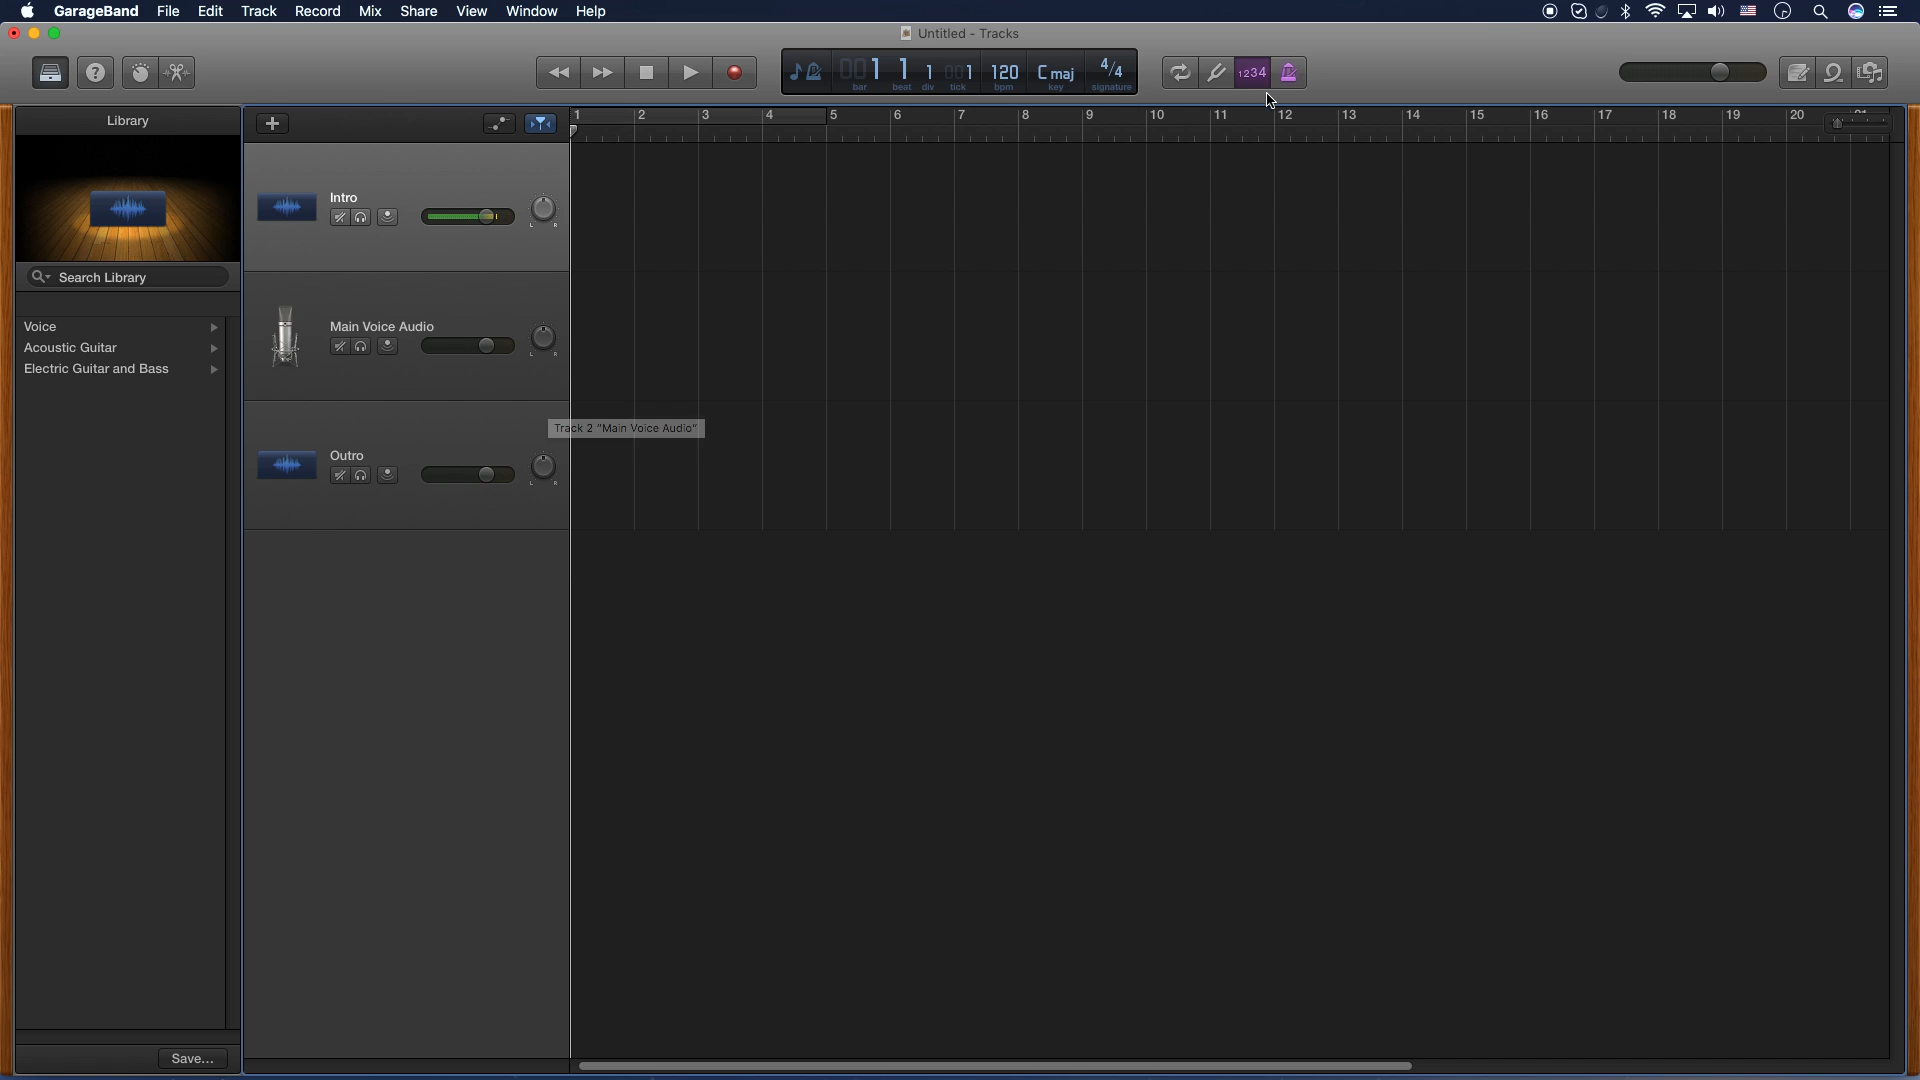 GarageBand File Edit Track Record Mix Share View Window Help
Untitled - Tracks
001 1 1 001 120 C maj 4/4
bar beat div tick bpm key signature
1234
Library
1 2 3 4 5 6 7 8 9 10 11 12 13 14 15 16 17 18 19 20 21
Intro
L R
Search Library
Voice
Acoustic Guitar
Electric Guitar and Bass
Main Voice Audio
L R
Track 2 "Main Voice Audio"
Outro
L R
Save...